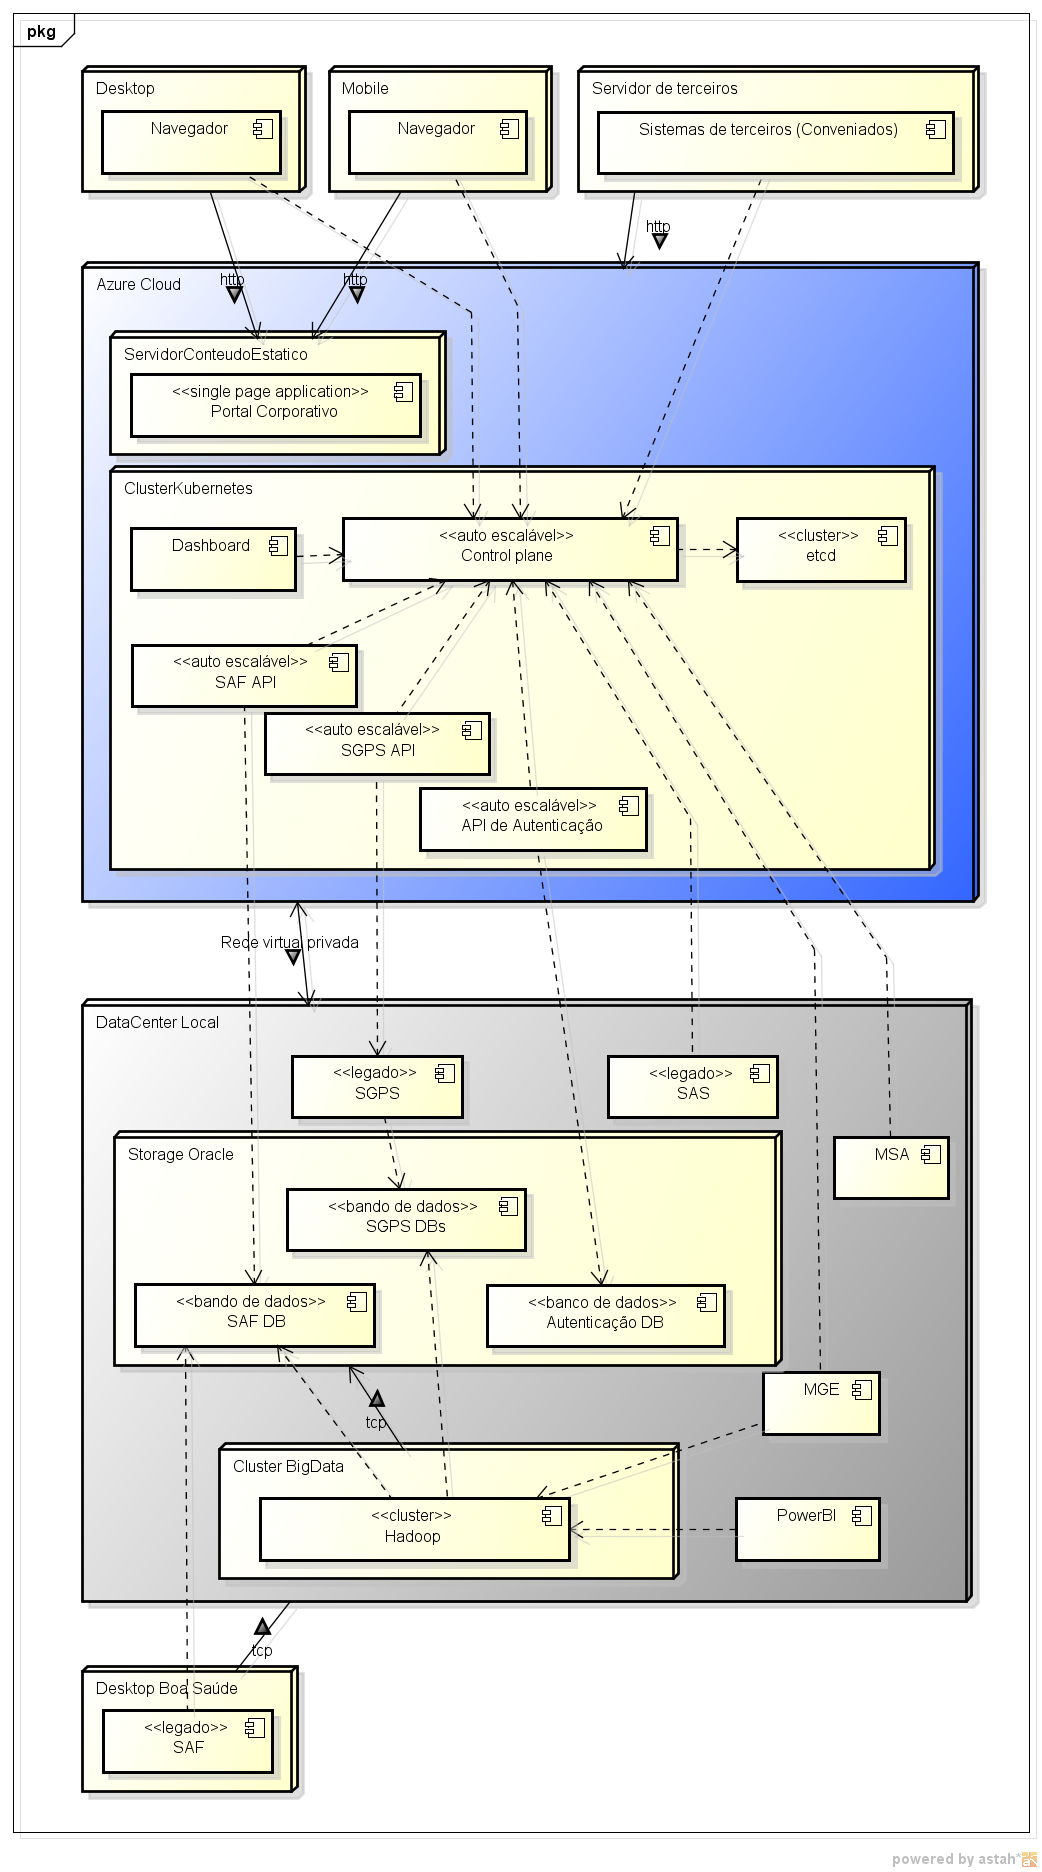 pkg
Desktop
Navegador
Mobile
Navegador
Servidor de terceiros
Sistemas de terceiros (Conveniados)
http
http
http
Azure Cloud
ServidorConteudoEstatico
<<single page application>>
Portal Corporativo
ClusterKubernetes
Dashboard
<<auto escalável>>
Control plane
<<cluster>>
etcd
<<auto escalável>>
SAF API
<<auto escalável>>
SGPS API
<<auto escalável>>
API de Autenticação
Rede virtual privada
DataCenter Local
<<legado>>
SGPS
<<legado>>
SAS
MSA
Storage Oracle
<<bando de dados>>
SGPS DBs
<<bando de dados>>
SAF DB
<<banco de dados>>
Autenticação DB
MGE
tcp
Cluster BigData
<<cluster>>
Hadoop
PowerBI
tcp
Desktop Boa Saúde
<<legado>>
SAF
powered by astah*